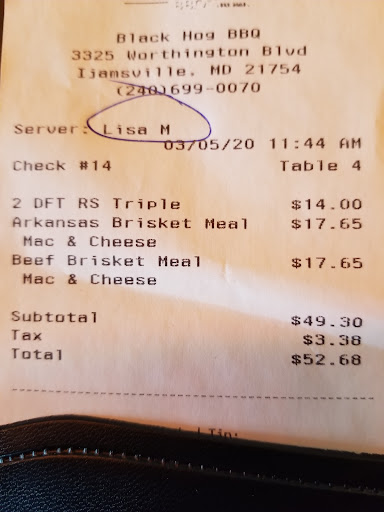 Black Hog BBQ
3325 Worthington Blvd
Ijamsville, MD 21754
(240)699-0070
Server: Lisa M
03/05/20 11:44 AM
Check #14 Table 4
2 DFT RS Triple $14.00
Arkansas Brisket Meal $17.65
Mac & Cheese
Beef Brisket Meal $17.65
Mac & Cheese
Subtotal $49.30
Tax $3.38
Total $52.68
Tip: